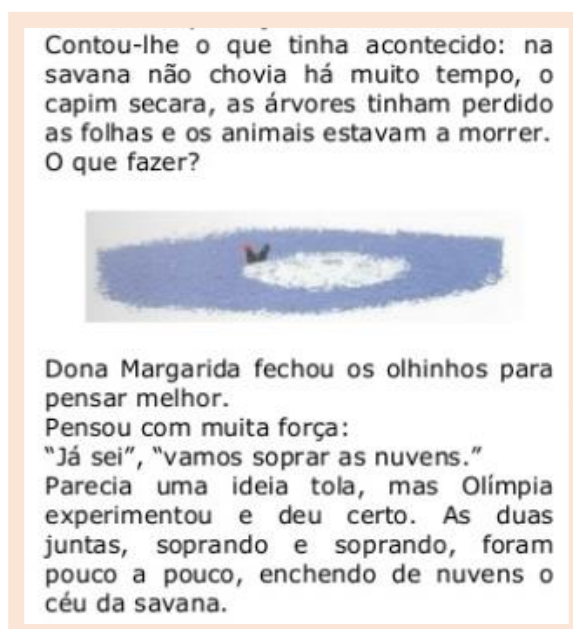 Contou-lhe o que tinha acontecido: na
savana não chovia há muito tempo, o
capim secara, as árvores tinham perdido
as folhas e os animais estavam a morrer.
O que fazer?
Dona Margarida fechou os olhinhos para
pensar melhor.
Pensou com muita força:
“Já sei”, “vamos soprar as nuvens.”
Parecia uma ideia tola, mas Olímpia
experimentou e deu certo. As duas
juntas, soprando e soprando, foram
pouco a pouco, enchendo de nuvens o
céu da savana.